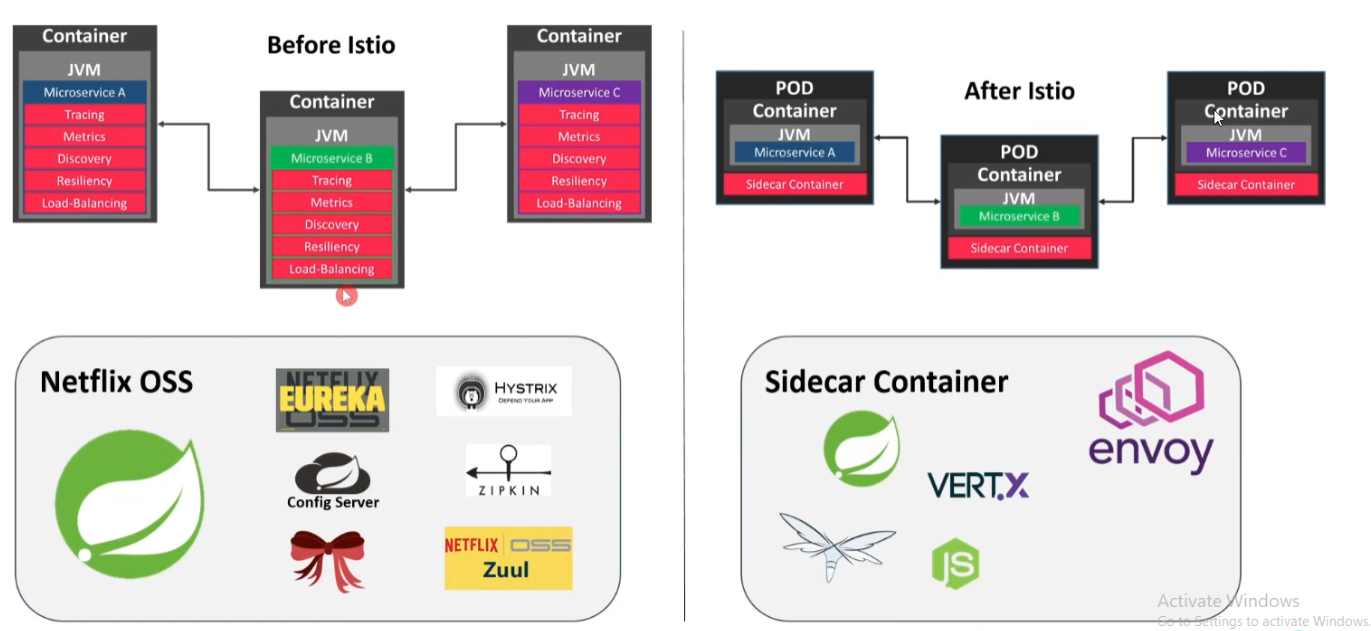 Before Istio
Container
JVM
Microservice A
Tracing
Metrics
Discovery
Resiliency
Load-Balancing
Container
JVM
Microservice B
Tracing
Metrics
Discovery
Resiliency
Load-Balancing
Container
JVM
Microservice C
Tracing
Metrics
Discovery
Resiliency
Load-Balancing
Netflix OSS
NETFLIX
EUREKA
OSS
HYSTRIX
DEFEND YOUR APP
Config Server
ZIPKIN
NETFLIX OSS
Zuul
After Istio
POD
Container
JVM
Microservice A
Sidecar Container
POD
Container
JVM
Microservice B
Sidecar Container
POD
Container
JVM
Microservice C
Sidecar Container
Sidecar Container
envoy
VERT.X
JS
Activate Windows
Go to Settings to activate Windows.